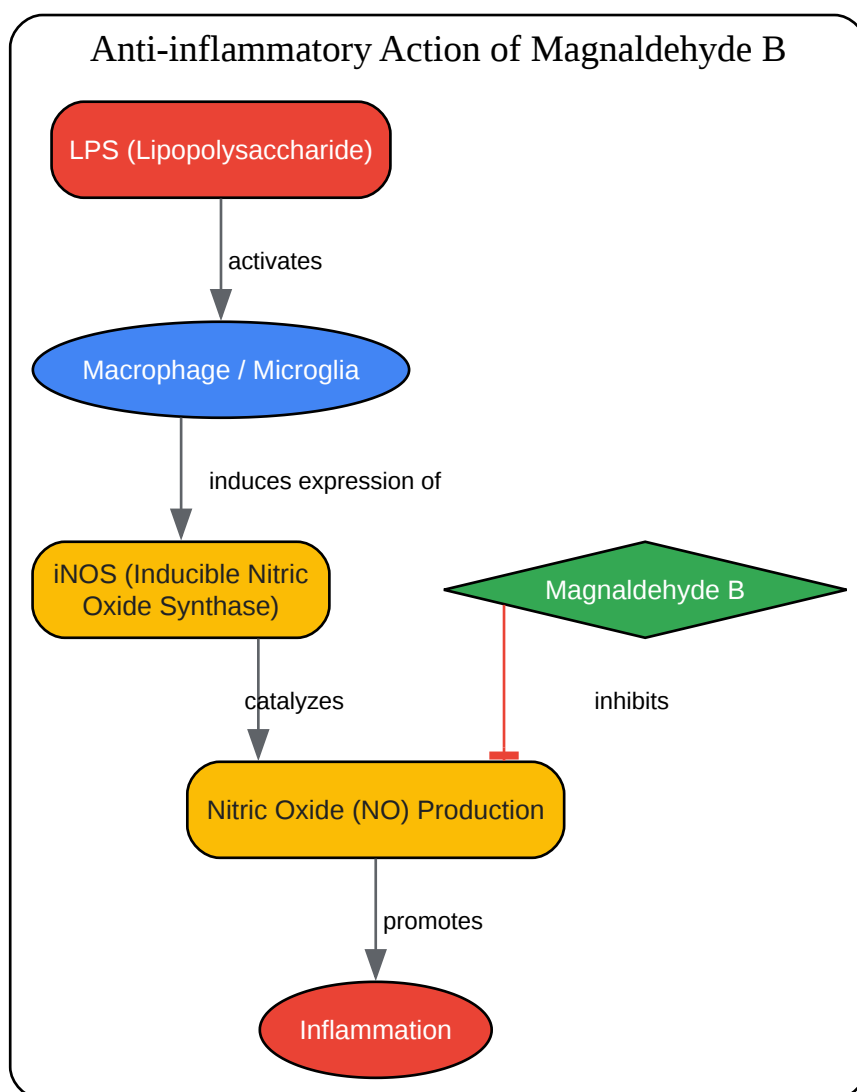 Anti-inflammatory Action of Magnaldehyde B
LPS (Lipopolysaccharide)
activates
Macrophage / Microglia
induces expression of
iNOS (Inducible Nitric
Oxide Synthase)
Magnaldehyde B
catalyzes
inhibits
Nitric Oxide (NO) Production
promotes
Inflammation